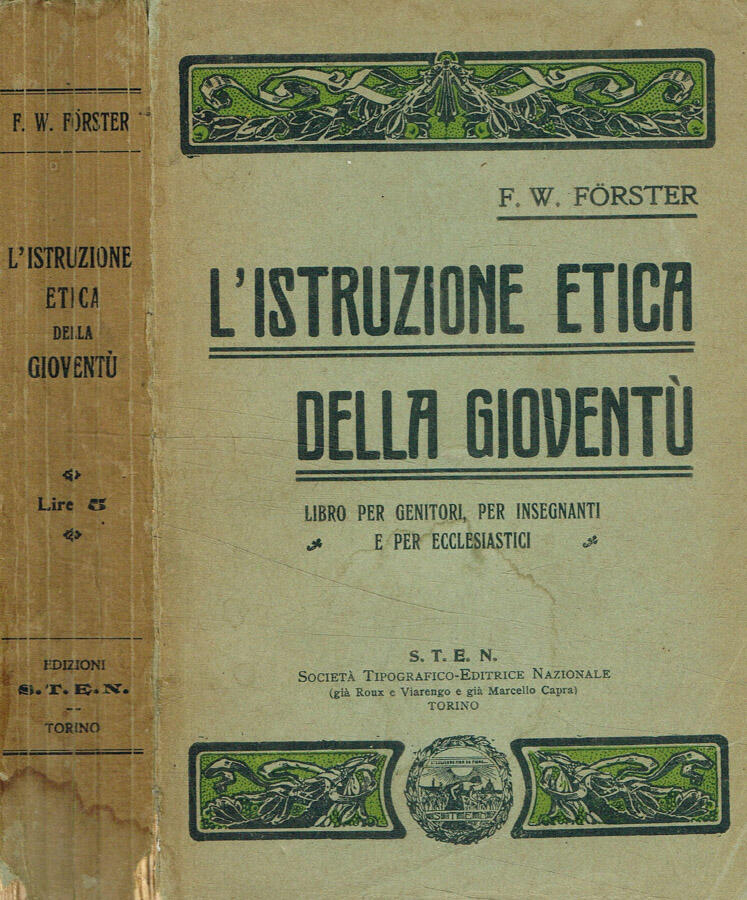 F. W. FÖRSTER
L'ISTRUZIONE
ETICA
DELLA
GIOVENTÙ
Lire 5
EDIZIONI
S.T.E.N.
TORINO
F. W. FÖRSTER
L'ISTRUZIONE ETICA
DELLA GIOVENTÙ
LIBRO PER GENITORI, PER INSEGNANTI
E PER ECCLESIASTICI
S. T. E. N.
SOCIETÀ TIPOGRAFICO-EDITRICE NAZIONALE
(già Roux e Viarengo e già Marcello Capra)
TORINO
S·T·E·N